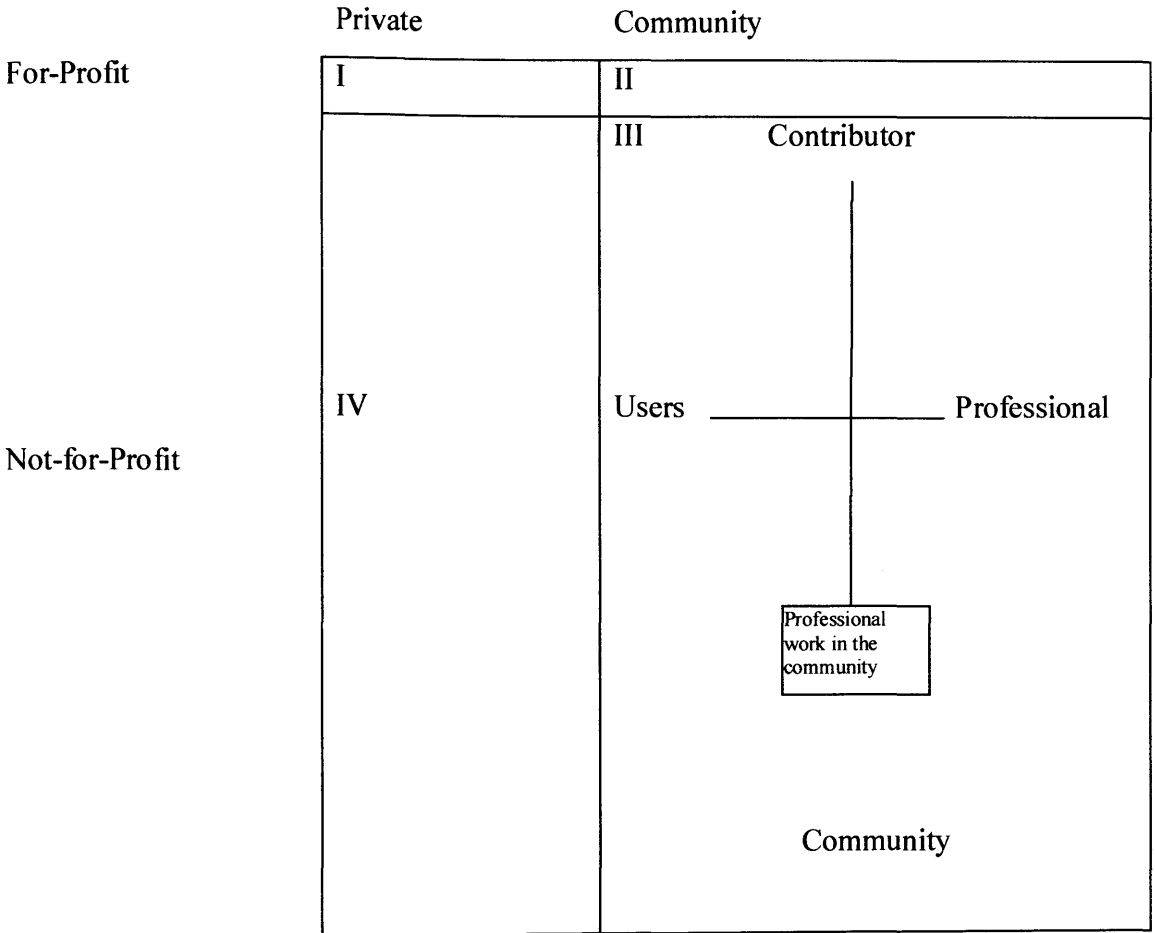 Private Community
For-Profit
I II
III Contributor
IV Users Professional
Not-for-Profit
Professional
work in the
community
Community